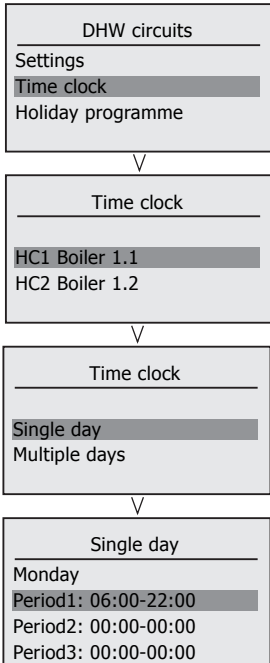 DHW circuits
Settings
Time clock
Holiday programme
Time clock
HC1 Boiler 1.1
HC2 Boiler 1.2
Time clock
Single day
Multiple days
Single day
Monday
Period1: 06:00-22:00
Period2: 00:00-00:00
Period3: 00:00-00:00